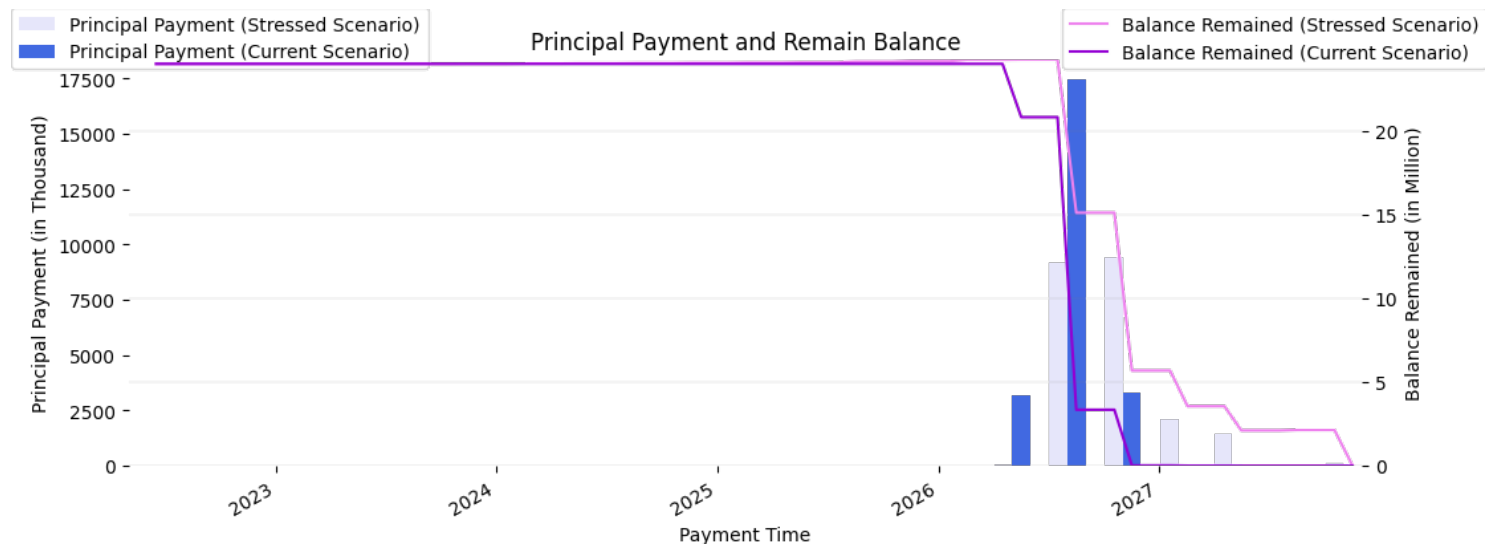 Principal Payment (Stressed Scenario)
Principal Payment (Current Scenario)
Principal Payment and Remain Balance
Balance Remained (Stressed Scenario)
Balance Remained (Current Scenario)
Principal Payment (in Thousand)
17500
15000
12500
10000
7500
5000
2500
0
20
15
10
5
0
Balance Remained (in Million)
2023
2024
2025
2026
2027
Payment Time